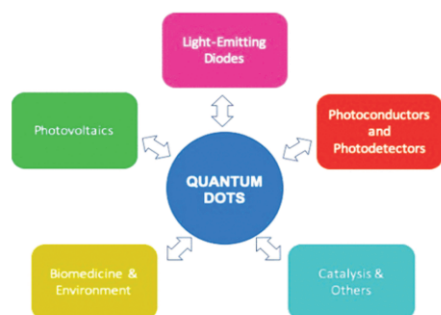 Light-Emitting
Diodes
Photovoltaics
Photoconductors
and
Photodetectors
QUANTUM
DOTS
Biomedicine &
Environment
Catalysis &
Others